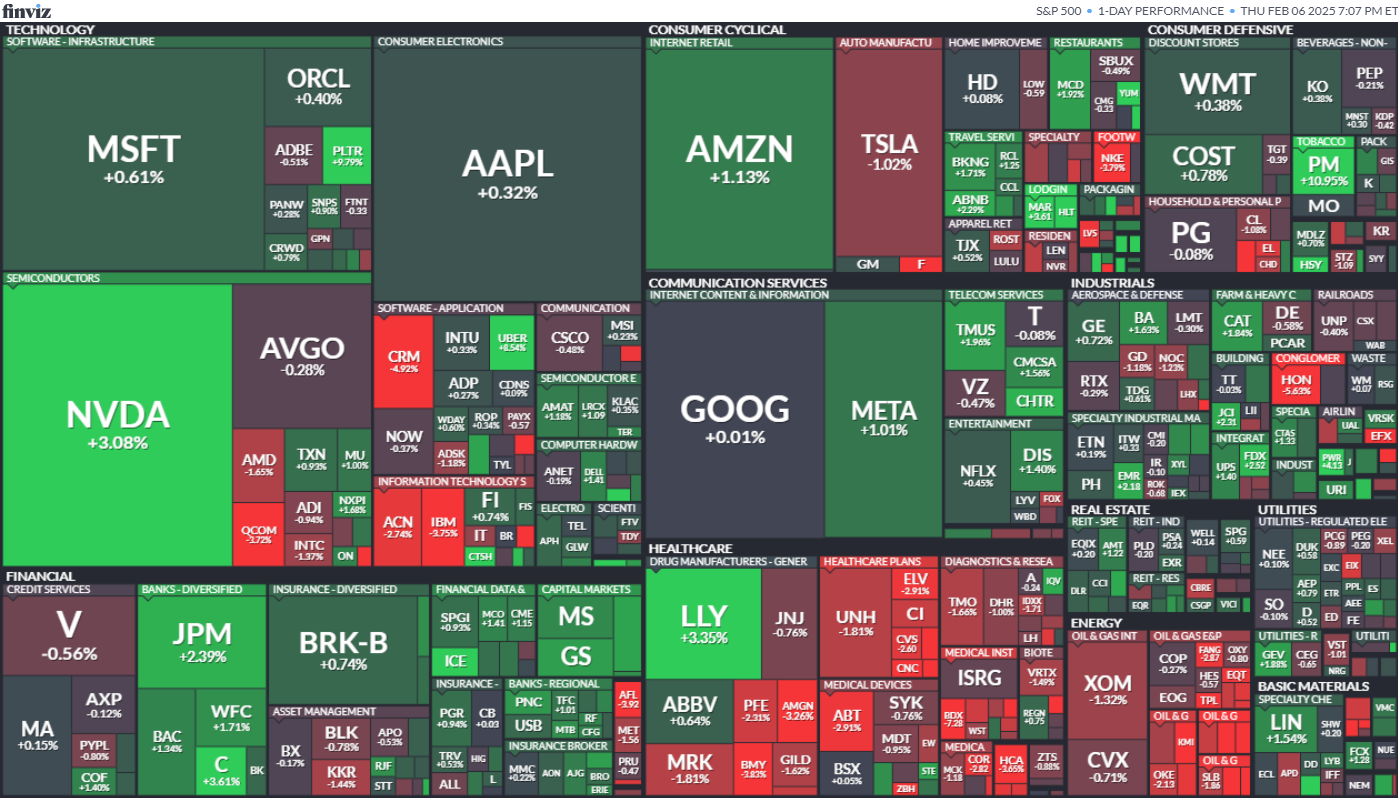 finviz
S&P 500 • 1-DAY PERFORMANCE • THU FEB 06 2025 7:07 PM ET
TECHNOLOGY
SOFTWARE - INFRASTRUCTURE
MSFT
+0.61%
ORCL
+0.40%
ADBE
-0.51%
PLTR
+9.79%
PANW
+0.28%
SNPS
+0.90%
FTNT
-0.33
CRWD
+0.79%
GPN
CONSUMER ELECTRONICS
AAPL
+0.32%
SEMICONDUCTORS
NVDA
+3.08%
AVGO
-0.28%
AMD
-1.65%
TXN
+0.93%
MU
+1.00%
QCOM
-3.72%
ADI
-0.94%
NXPI
+1.68%
INTC
-1.37%
ON
SOFTWARE - APPLICATION
CRM
-4.92%
INTU
+0.33%
UBER
+8.54%
ADP
+0.27%
CDNS
+0.09%
NOW
-0.37%
WDAY
+0.60%
ROP
+0.34%
PAYX
-0.57
ADSK
-1.18%
TYL
INFORMATION TECHNOLOGY S
ACN
-2.74%
IBM
-3.75%
FI
+0.74%
FIS
IT
BR
CTSH
COMMUNICATION
CSCO
-0.48%
MSI
+0.23%
SEMICONDUCTOR E
AMAT
+1.18%
LRCX
+1.09
KLAC
+0.35%
TER
COMPUTER HARDW
ANET
-0.19%
DELL
+1.41
ELECTRO
APH
TEL
GLW
SCIENTI
FTV
TDY
CONSUMER CYCLICAL
INTERNET RETAIL
AMZN
+1.13%
AUTO MANUFACTU
TSLA
-1.02%
GM
F
HOME IMPROVEME
HD
+0.08%
LOW
-0.59
RESTAURANTS
MCD
+1.92%
SBUX
-0.49%
CMG
-0.33
YUM
TRAVEL SERVI
BKNG
+1.71%
RCL
+1.25
CCL
ABNB
+2.29%
SPECIALTY
FOOTW
NKE
-3.79%
LODGIN
MAR
+3.61
HLT
PACKAGIN
APPAREL RET
TJX
+0.52%
ROST
LULU
RESIDEN
LEN
NVR
LVS
CONSUMER DEFENSIVE
DISCOUNT STORES
WMT
+0.38%
COST
+0.78%
TGT
-0.39
BEVERAGES - NON-
KO
+0.38%
PEP
-0.21%
MNST
+0.30
KDP
-0.42
TOBACCO
PM
+10.95%
MO
PACK
GIS
K
HOUSEHOLD & PERSONAL P
PG
-0.08%
CL
-1.08%
EL
CHD
MDLZ
+0.70%
KR
HSY
STZ
-1.09
SYY
COMMUNICATION SERVICES
INTERNET CONTENT & INFORMATION
GOOG
+0.01%
META
+1.01%
TELECOM SERVICES
TMUS
+1.96%
T
-0.08%
VZ
-0.47%
CMCSA
+1.56%
CHTR
ENTERTAINMENT
NFLX
+0.45%
DIS
+1.40%
LYV
FOX
WBD
INDUSTRIALS
AEROSPACE & DEFENSE
GE
+0.72%
BA
+1.63%
LMT
-0.30%
RTX
-0.29%
GD
-1.18%
NOC
-1.23%
TDG
+0.61%
LHX
FARM & HEAVY C
CAT
+1.84%
DE
-0.58%
PCAR
RAILROADS
UNP
-0.40%
CSX
WAB
BUILDING
TT
-0.03%
JCI
+2.31
LII
CONGLOMER
HON
-5.63%
WASTE
WM
+0.07
RSG
SPECIALTY INDUSTRIAL MA
ETN
+0.19%
ITW
+0.33
CMI
-0.20
PH
EMR
+2.18
IR
-0.10
XYL
ROK
-0.68
IEX
INTEGRAT
UPS
+1.40
FDX
+2.52
SPECIA
CTAS
+1.33
AIRLIN
UAL
VRSK
EFX
INDUST
PWR
+4.13
J
URI
HEALTHCARE
DRUG MANUFACTURERS - GENER
LLY
+3.35%
JNJ
-0.76%
ABBV
+0.64%
PFE
-2.31%
AMGN
-3.26%
MRK
-1.81%
BMY
-3.83%
GILD
-1.62%
HEALTHCARE PLANS
UNH
-1.81%
ELV
-2.91%
CI
CVS
-2.60
CNC
MEDICAL DEVICES
ABT
-2.91%
SYK
-0.76%
MDT
-0.95%
EW
BSX
+0.05%
STE
ZBH
DIAGNOSTICS & RESEA
TMO
-1.66%
DHR
-1.00%
A
-0.24
IQV
IDXX
-1.71
LH
MEDICAL INST
ISRG
BDX
-7.28
WST
BIOTE
VRTX
-1.49%
REGN
+0.75
MEDICA
MCK
-1.18
COR
-2.82
HCA
-3.65%
ZTS
-0.88%
REAL ESTATE
REIT - SPE
EQIX
+0.20
AMT
+1.22
DLR
CCI
REIT - IND
PLD
-0.20
PSA
+0.24
EXR
WELL
+0.14
SPG
+0.59
REIT - RES
EQR
CBRE
CSGP
VICI
UTILITIES
UTILITIES - REGULATED ELE
NEE
+0.10%
DUK
+0.58
PCG
-0.89
PEG
-0.20
XEL
EXC
EIX
SO
-0.10%
AEP
+0.79
ETR
PPL
ES
AEE
D
+0.52
ED
FE
UTILITIES - R
GEV
+1.88%
CEG
-0.65
VST
-1.01
NRG
UTILITI
ENERGY
OIL & GAS INT
XOM
-1.32%
CVX
-0.71%
OIL & GAS E&P
COP
-0.27%
FANG
-2.87
OXY
-0.80
EOG
HES
-0.57
EQT
TPL
OIL & G
KMI
OKE
-2.13
OIL & G
OIL & G
SLB
-1.86
BASIC MATERIALS
SPECIALTY CHE
LIN
+1.54%
SHW
+0.20
VMC
ECL
APD
DD
LYB
IFF
FCX
+1.28
NUE
NEM
FINANCIAL
CREDIT SERVICES
V
-0.56%
MA
+0.15%
AXP
-0.12%
PYPL
-0.80%
COF
+1.40%
BANKS - DIVERSIFIED
JPM
+2.39%
BAC
+1.34%
WFC
+1.71%
C
+3.61%
BK
INSURANCE - DIVERSIFIED
BRK-B
+0.74%
ASSET MANAGEMENT
BX
-0.17%
BLK
-0.78%
APO
-0.53%
KKR
-1.44%
RJF
STT
FINANCIAL DATA &
SPGI
+0.93%
MCO
+1.41
CME
+1.15
ICE
CAPITAL MARKETS
MS
GS
INSURANCE -
PGR
+0.94%
CB
+0.03
TRV
+0.53%
HIG
ALL
L
BANKS - REGIONAL
PNC
TFC
+1.01
RF
USB
MTB
CFG
INSURANCE BROKER
MMC
+0.22%
AON
AJG
BRO
ERIE
AFL
-3.92
MET
-1.56
PRU
-0.47